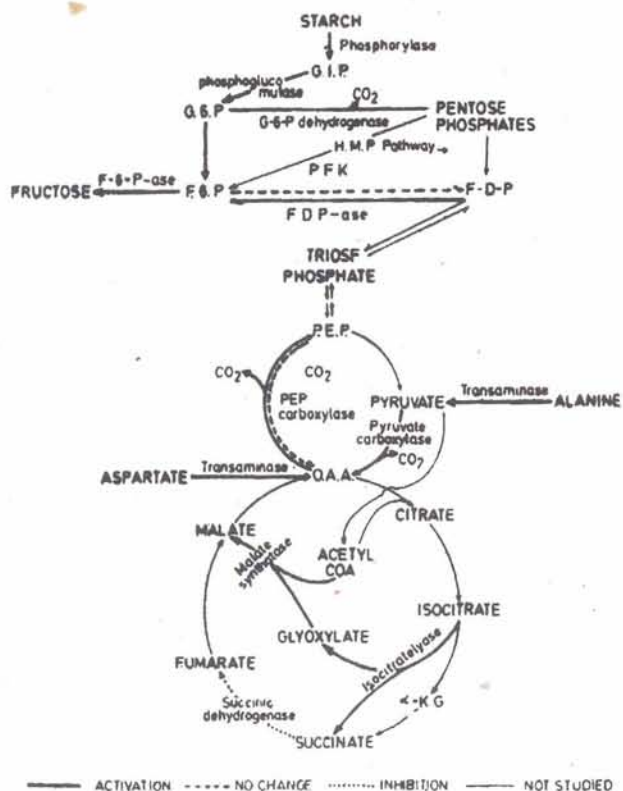 STARCH
Phosphorylase
G.I.P.
phosphogluco
mutase
G.6.P
CO2
G-6-P dehydrogenase
PENTOSE
PHOSPHATES
H.M.P Pathway
PFK
FRUCTOSE
F-6-P-ase
F.6.P
F-D-P
FDP-ase
TRIOSF
PHOSPHATE
P.E.P.
CO2
CO2
PEP
carboxylase
PYRUVATE
Transaminase
ALANINE
Pyruvate
carboxylase
CO2
ASPARTATE
Transaminase
O.A.A.
CITRATE
MALATE
Malate
synthatase
ACETYL
COA
ISOCITRATE
GLYOXYLATE
Isocitratelyase
FUMARATE
Succinic
dehydrogenase
∝-KG
SUCCINATE
ACTIVATION NO CHANGE INHIBITION NOT STUDIED